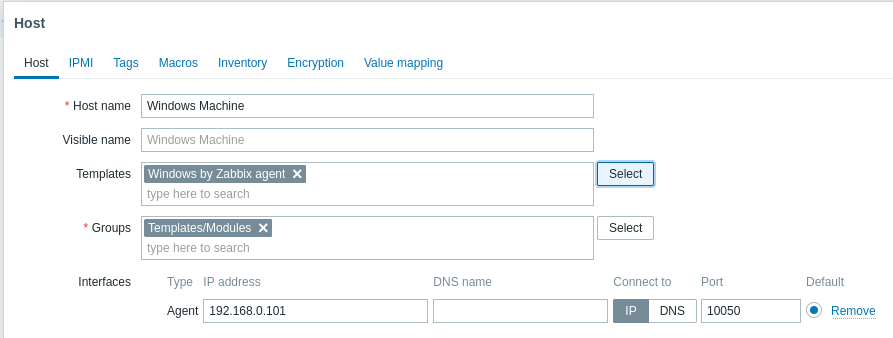 Host
Host IPMI Tags Macros Inventory Encryption Value mapping
* Host name Windows Machine
Visible name Windows Machine
Templates Windows by Zabbix agent ✕ Select
type here to search
* Groups Templates/Modules ✕ Select
type here to search
Interfaces Type IP address DNS name Connect to Port Default
Agent 192.168.0.101 IP DNS 10050 Remove